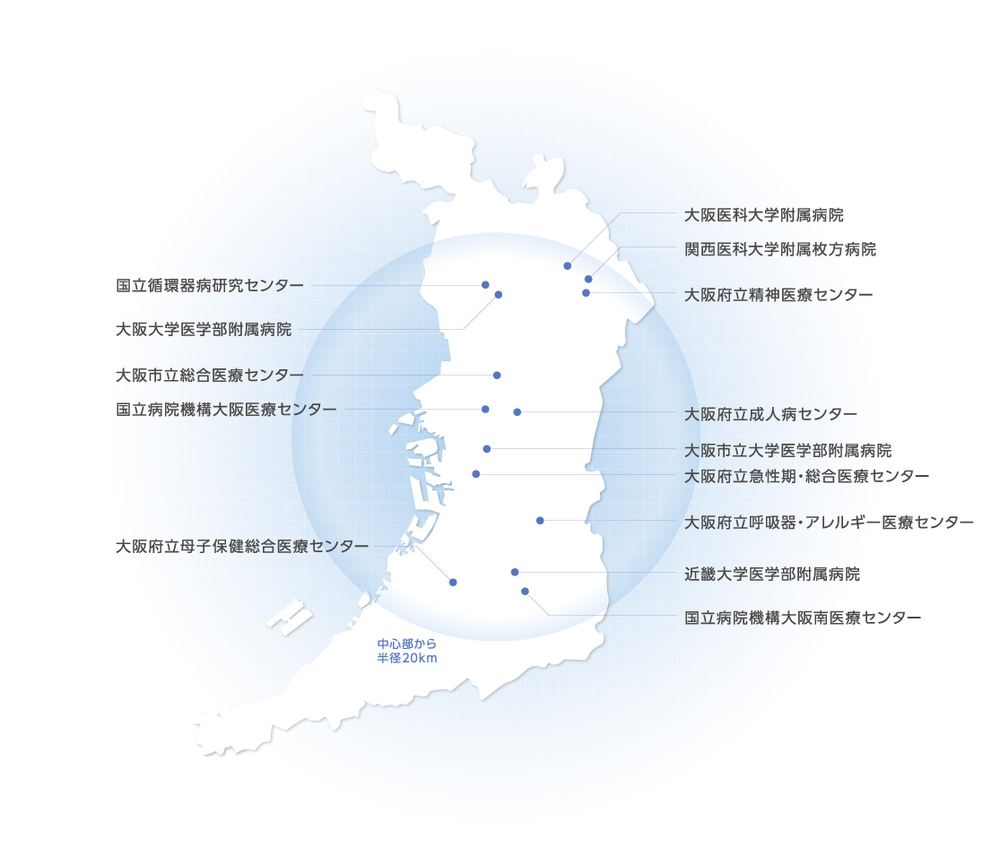 大阪医科大学附属病院
関西医科大学附属枚方病院
国立循環器病研究センター
大阪府立精神医療センター
大阪大学医学部附属病院
大阪市立総合医療センター
国立病院機構大阪医療センター
大阪府立成人病センター
大阪市立大学医学部附属病院
大阪府立急性期・総合医療センター
大阪府立呼吸器・アレルギー医療センター
大阪府立母子保健総合医療センター
近畿大学医学部附属病院
国立病院機構大阪南医療センター
中心部から
半径20km